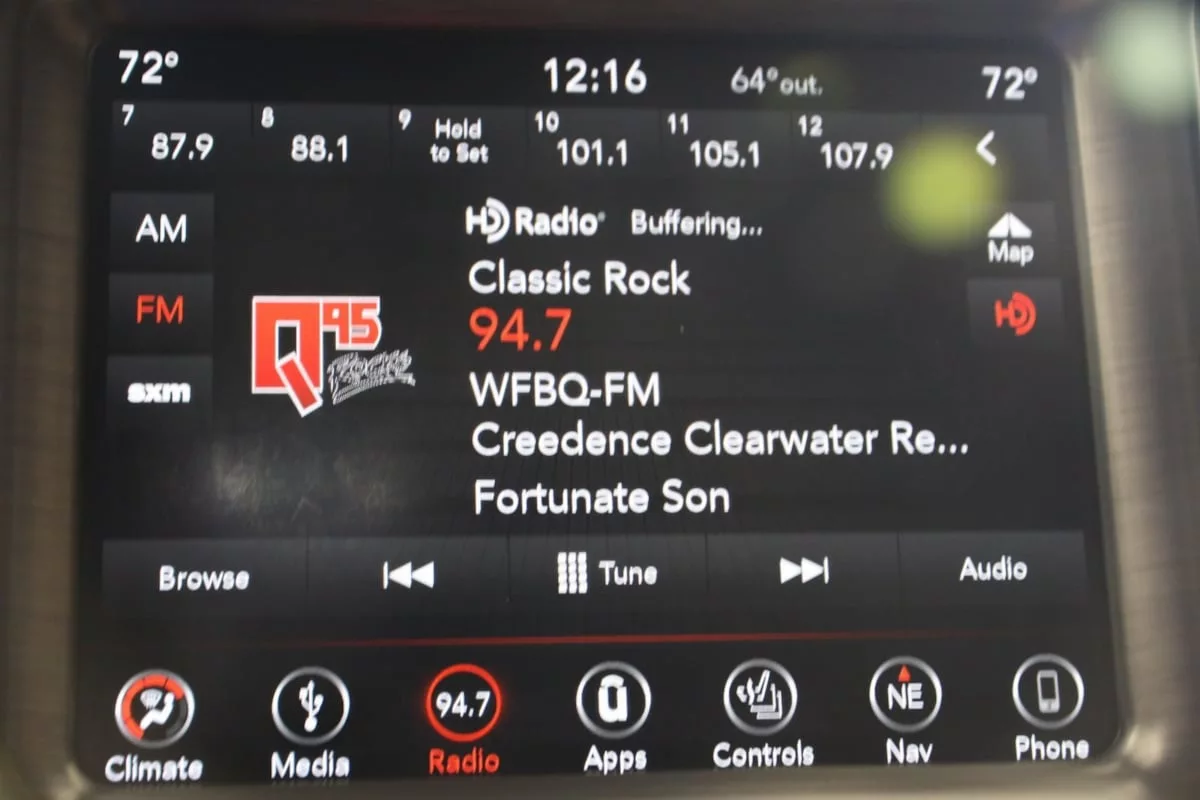 72° 12:16 64° out. 72°
7 87.9 8 88.1 9 Hold to Set 10 101.1 11 105.1 12 107.9 <
AM
HD Radio Buffering...
Map
Classic Rock
FM
Q95
94.7
HD
sxm
WFBQ-FM
Creedence Clearwater Re...
Fortunate Son
Browse Tune Audio
94.7 NE
Climate Media Radio Apps Controls Nav Phone